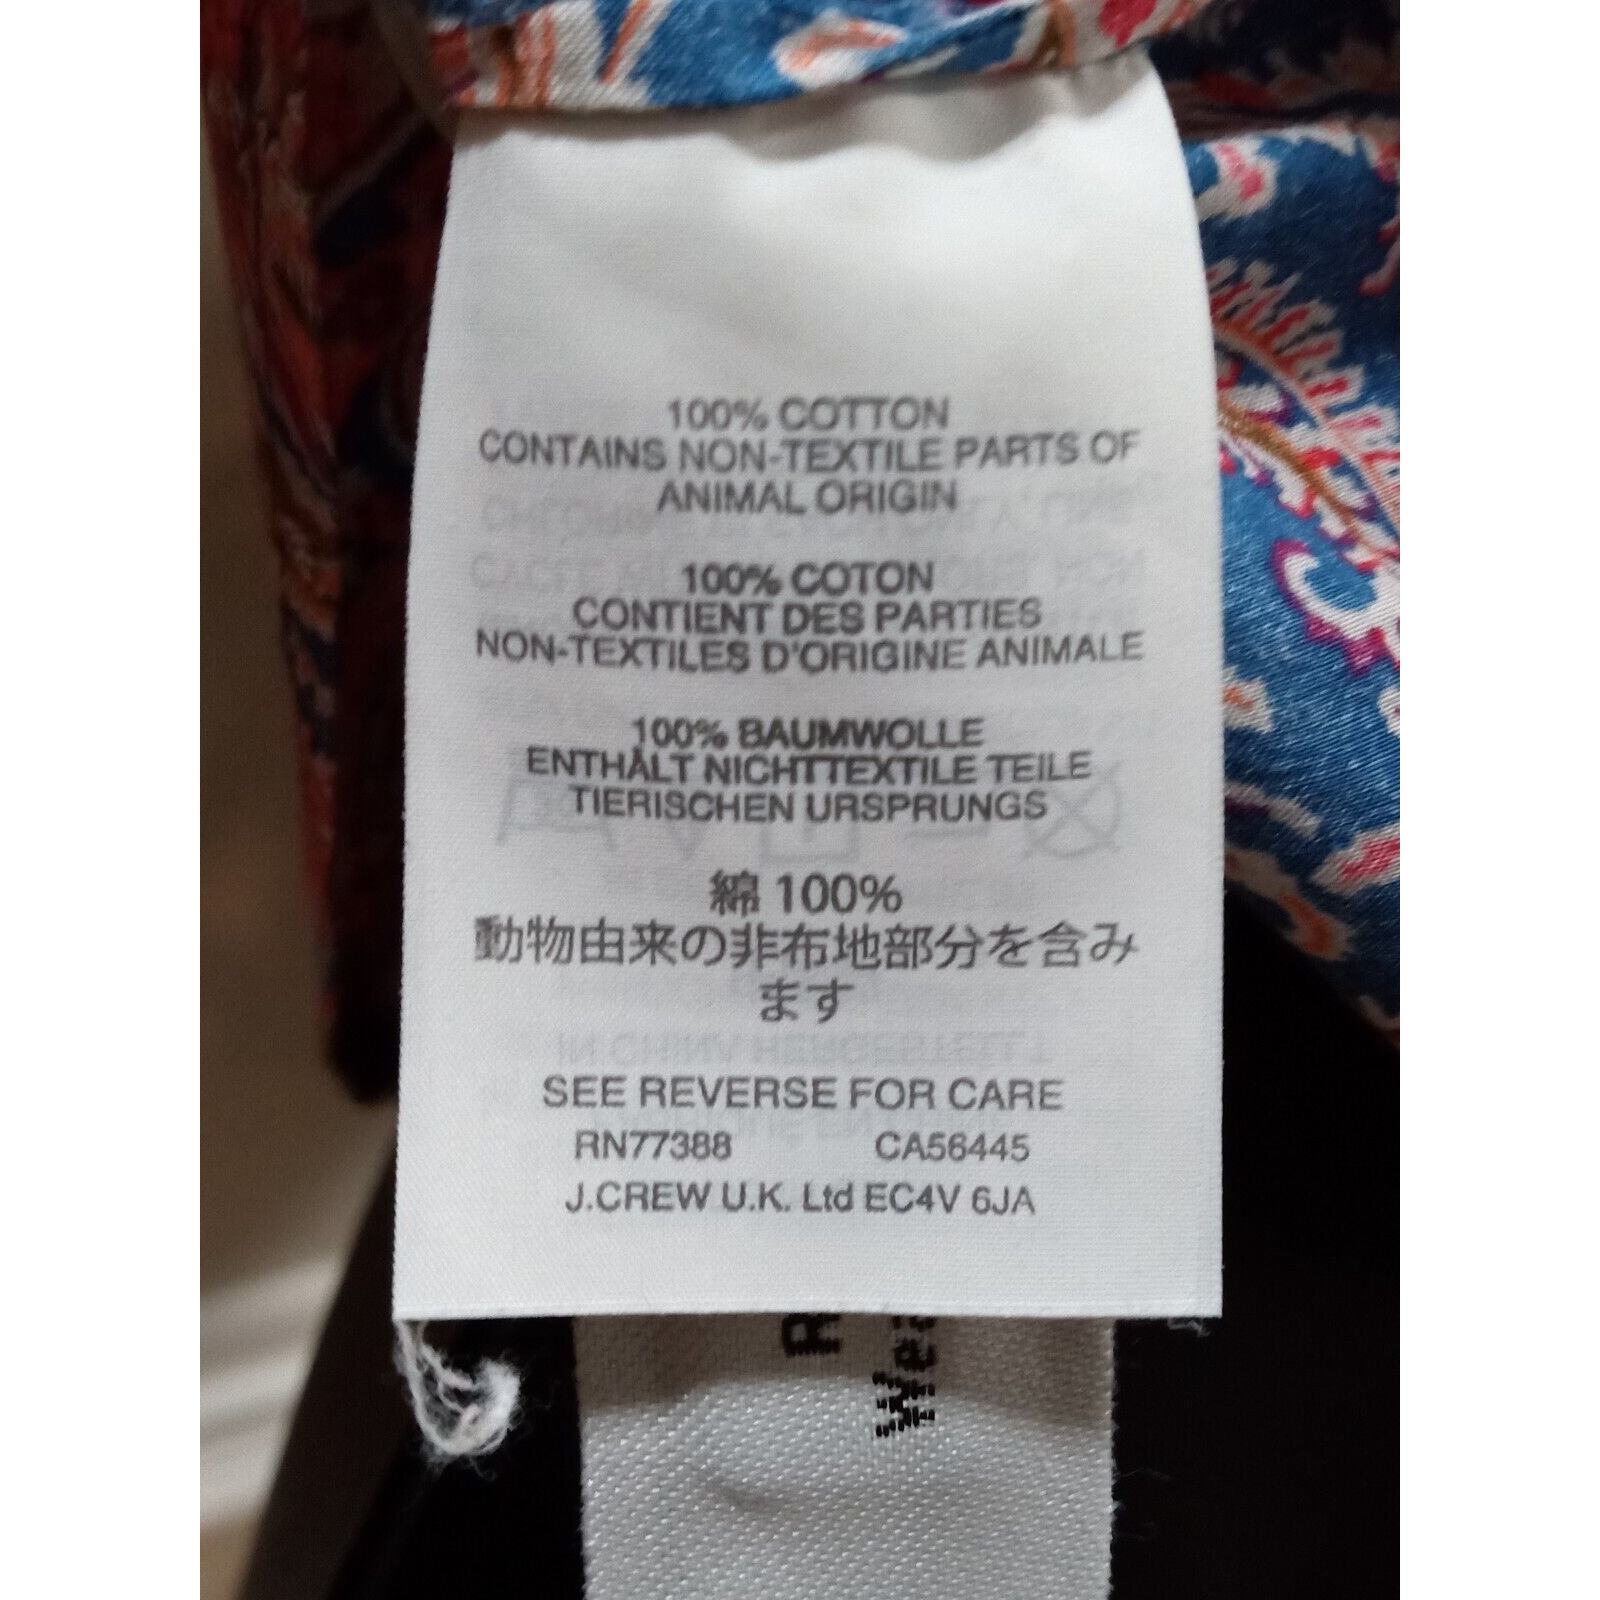 100% COTTON
CONTAINS NON-TEXTILE PARTS OF
ANIMAL ORIGIN
100% COTON
CONTIENT DES PARTIES
NON-TEXTILES D'ORIGINE ANIMALE
100% BAUMWOLLE
ENTHÄLT NICHTTEXTILE TEILE
TIERISCHEN URSPRUNGS
綿 100%
動物由来の非布地部分を含み
ます
SEE REVERSE FOR CARE
RN77388 CA56445
J.CREW U.K. Ltd EC4V 6JA